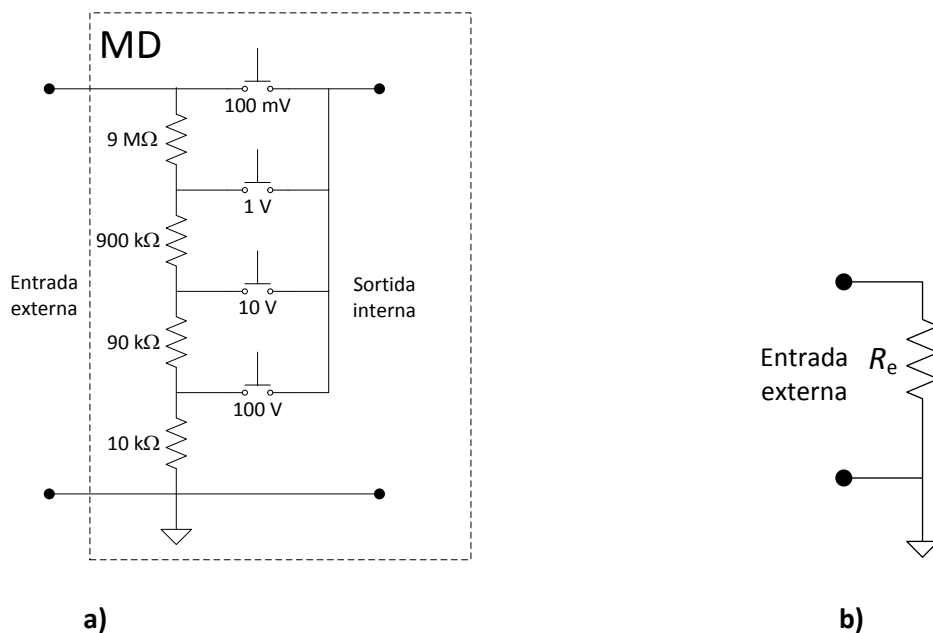 MD
100 mV
9 MΩ
1 V
900 kΩ
Entrada
externa
Sortida
interna
10 V
90 kΩ
100 V
10 kΩ
a)
Entrada
externa
Re
b)